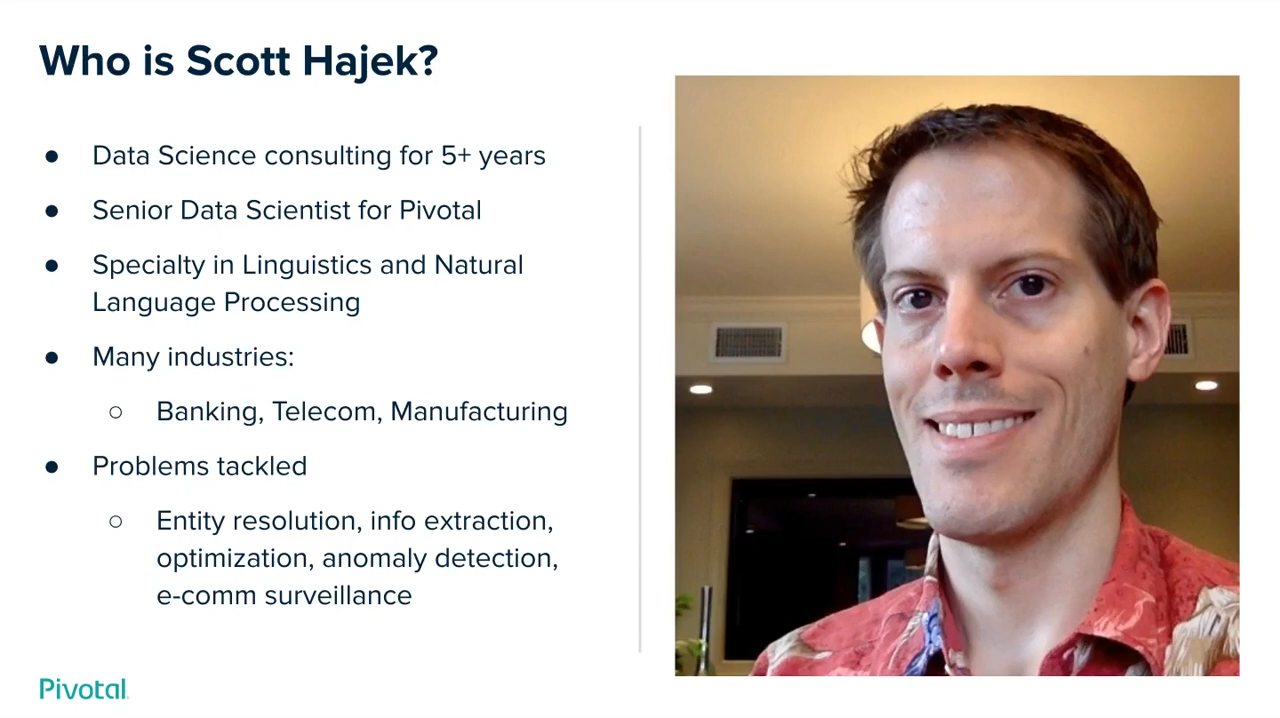 Who is Scott Hajek?
● Data Science consulting for 5+ years
● Senior Data Scientist for Pivotal
● Specialty in Linguistics and Natural
Language Processing
● Many industries:
○ Banking, Telecom, Manufacturing
● Problems tackled
○ Entity resolution, info extraction,
optimization, anomaly detection,
e-comm surveillance
Pivotal